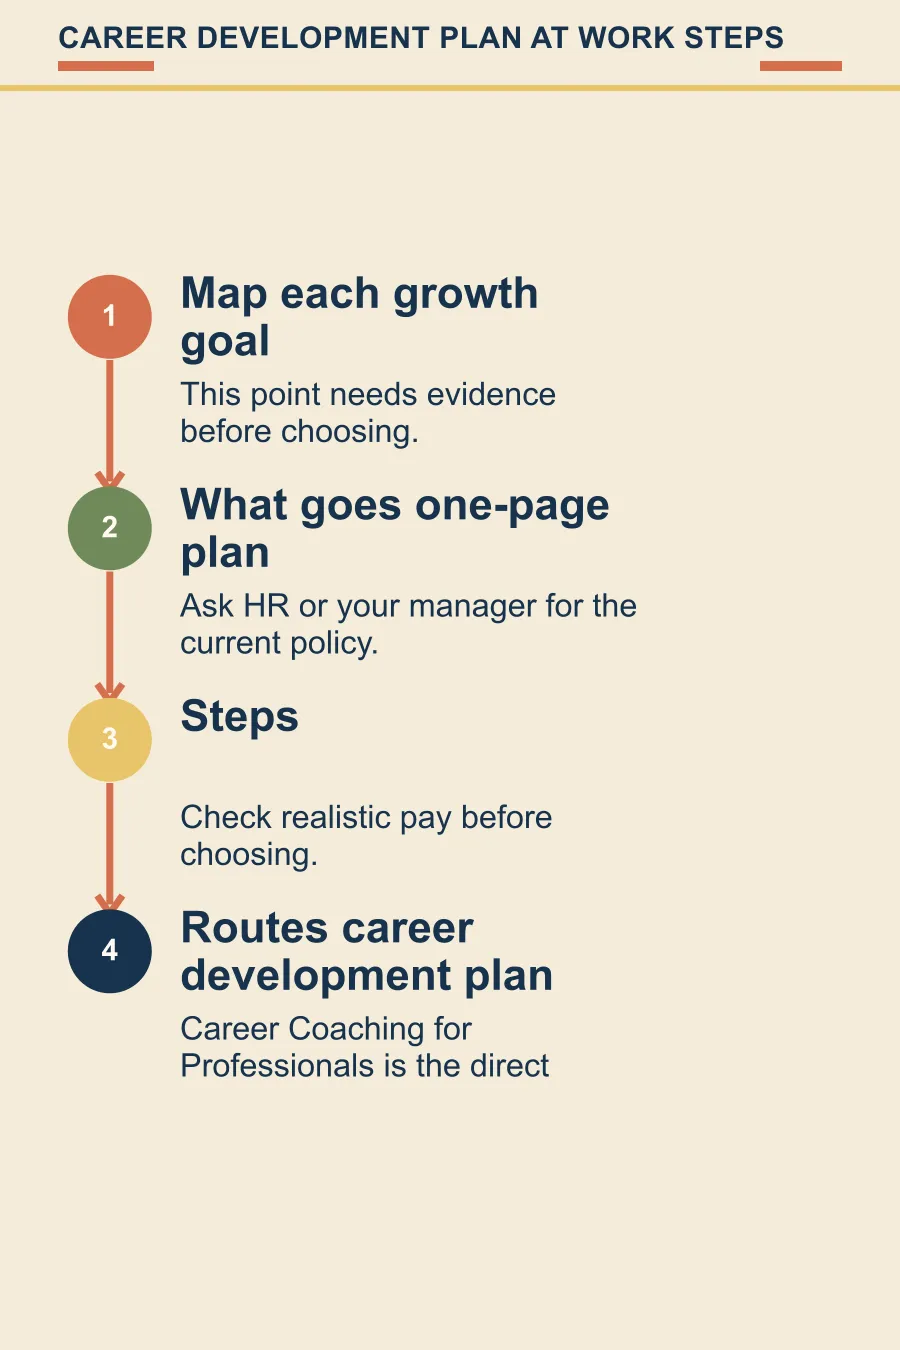 CAREER DEVELOPMENT PLAN AT WORK STEPS
1
Map each growth
goal
This point needs evidence
before choosing.
2
What goes one-page
plan
Ask HR or your manager for the
current policy.
3
Steps
Check realistic pay before
choosing.
4
Routes career
development plan
Career Coaching for
Professionals is the direct